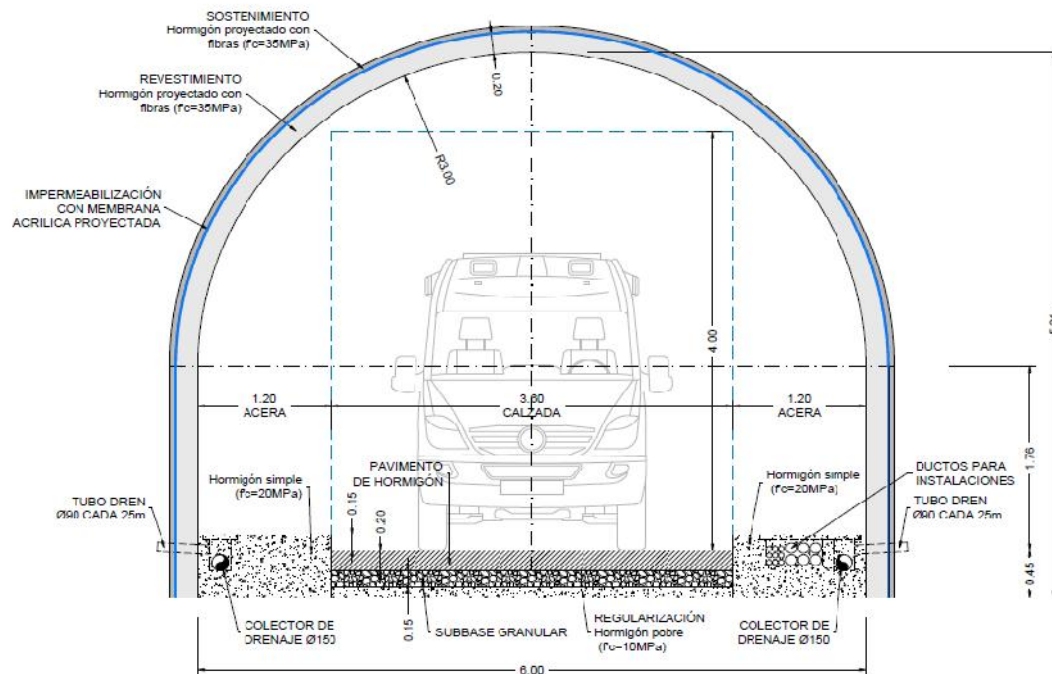 SOSTENIMIENTO
Hormigón proyectado con
fibras (f'c=35MPa)
REVESTIMIENTO
Hormigón proyectado con
fibras (f'c=35MPa)
0.20
R3.00
IMPERMEABILIZACIÓN
CON MEMBRANA
ACRILICA PROYECTADA
4.00
1.20
ACERA
3.60
CALZADA
1.20
ACERA
1.76
PAVIMENTO
DE HORMIGÓN
Hormigón simple
(f'c=20MPa)
Hormigón simple
(f'c=20MPa)
DUCTOS PARA
INSTALACIONES
TUBO DREN
Ø90 CADA 25m
TUBO DREN
Ø90 CADA 25m
0.15
0.20
0.45
0.15
COLECTOR DE
DRENAJE Ø150
SUBBASE GRANULAR
REGULARIZACIÓN
Hormigón pobre
(f'c=10MPa)
COLECTOR DE
DRENAJE Ø150
6.00